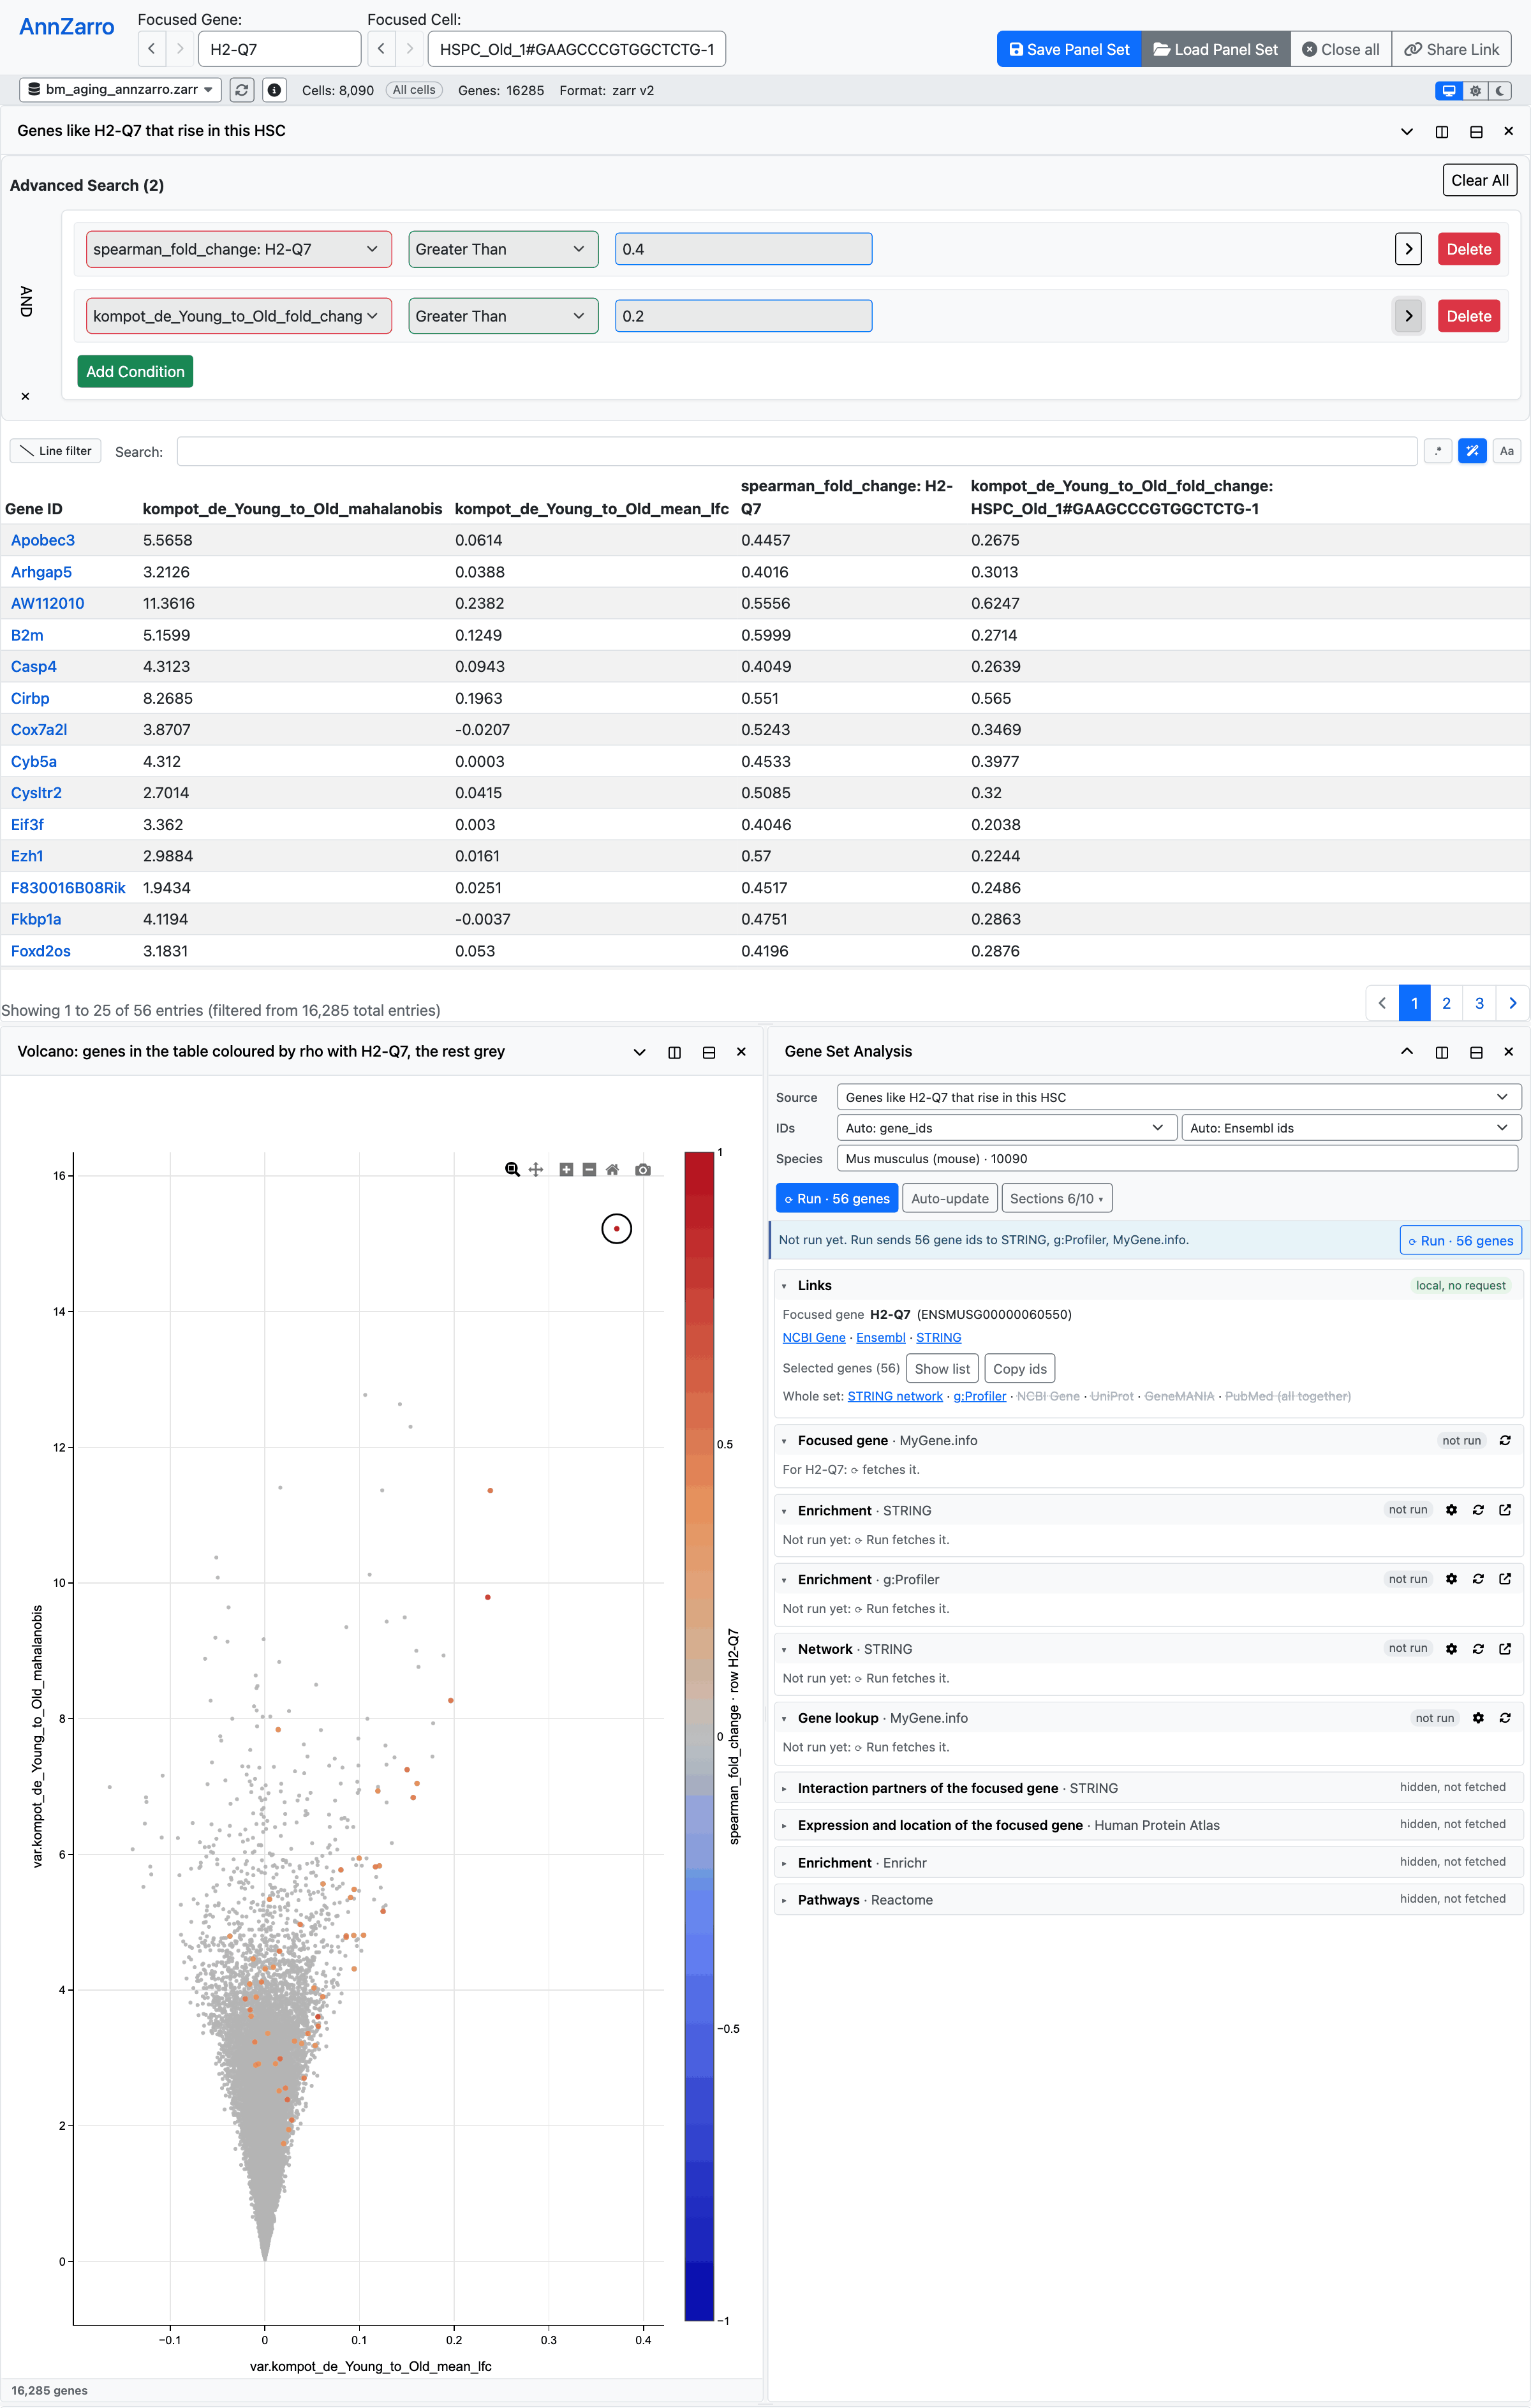 AnnZarro
Focused Gene:
Focused Cell:
H2-Q7
HSPC_Old_1#GAAGCCCGTGGCTCTG-1
Save Panel Set
Load Panel Set
Close all
Share Link
bm_aging_annzarro.zarr
Cells: 8,090
All cells
Genes: 16285
Format: zarr v2
Genes like H2-Q7 that rise in this HSC
Advanced Search (2)
Clear All
AND
spearman_fold_change: H2-Q7
Greater Than
0.4
Delete
kompot_de_Young_to_Old_fold_chang
Greater Than
0.2
Delete
Add Condition
Line filter
Search:
.*
Aa
Gene ID kompot_de_Young_to_Old_mahalanobis kompot_de_Young_to_Old_mean_lfc spearman_fold_change: H2-Q7 kompot_de_Young_to_Old_fold_change: HSPC_Old_1#GAAGCCCGTGGCTCTG-1
Apobec3 5.5658 0.0614 0.4457 0.2675
Arhgap5 3.2126 0.0388 0.4016 0.3013
AW112010 11.3616 0.2382 0.5556 0.6247
B2m 5.1599 0.1249 0.5999 0.2714
Casp4 4.3123 0.0943 0.4049 0.2639
Cirbp 8.2685 0.1963 0.551 0.565
Cox7a2l 3.8707 -0.0207 0.5243 0.3469
Cyb5a 4.312 0.0003 0.4533 0.3977
Cysltr2 2.7014 0.0415 0.5085 0.32
Eif3f 3.362 0.003 0.4046 0.2038
Ezh1 2.9884 0.0161 0.57 0.2244
F830016B08Rik 1.9434 0.0251 0.4517 0.2486
Fkbp1a 4.1194 -0.0037 0.4751 0.2863
Foxd2os 3.1831 0.053 0.4196 0.2876
Showing 1 to 25 of 56 entries (filtered from 16,285 total entries)
1 2 3
Volcano: genes in the table coloured by rho with H2-Q7, the rest grey
16
14
12
10
8
6
4
2
0
−0.1 0 0.1 0.2 0.3 0.4
var.kompot_de_Young_to_Old_mahalanobis
var.kompot_de_Young_to_Old_mean_lfc
1
0.5
0
−0.5
−1
spearman_fold_change · row H2-Q7
16,285 genes
Gene Set Analysis
Source
Genes like H2-Q7 that rise in this HSC
IDs
Auto: gene_ids
Auto: Ensembl ids
Species
Mus musculus (mouse) · 10090
⟳ Run · 56 genes
Auto-update
Sections 6/10 ▾
Not run yet. Run sends 56 gene ids to STRING, g:Profiler, MyGene.info.
⟳ Run · 56 genes
Links
local, no request
Focused gene H2-Q7 (ENSMUSG00000060550)
NCBI Gene · Ensembl · STRING
Selected genes (56)
Show list
Copy ids
Whole set: STRING network · g:Profiler · NCBI Gene · UniProt · GeneMANIA · PubMed (all together)
Focused gene · MyGene.info
not run
For H2-Q7: ⟳ fetches it.
Enrichment · STRING
not run
Not run yet: ⟳ Run fetches it.
Enrichment · g:Profiler
not run
Not run yet: ⟳ Run fetches it.
Network · STRING
not run
Not run yet: ⟳ Run fetches it.
Gene lookup · MyGene.info
not run
Not run yet: ⟳ Run fetches it.
Interaction partners of the focused gene · STRING
hidden, not fetched
Expression and location of the focused gene · Human Protein Atlas
hidden, not fetched
Enrichment · Enrichr
hidden, not fetched
Pathways · Reactome
hidden, not fetched